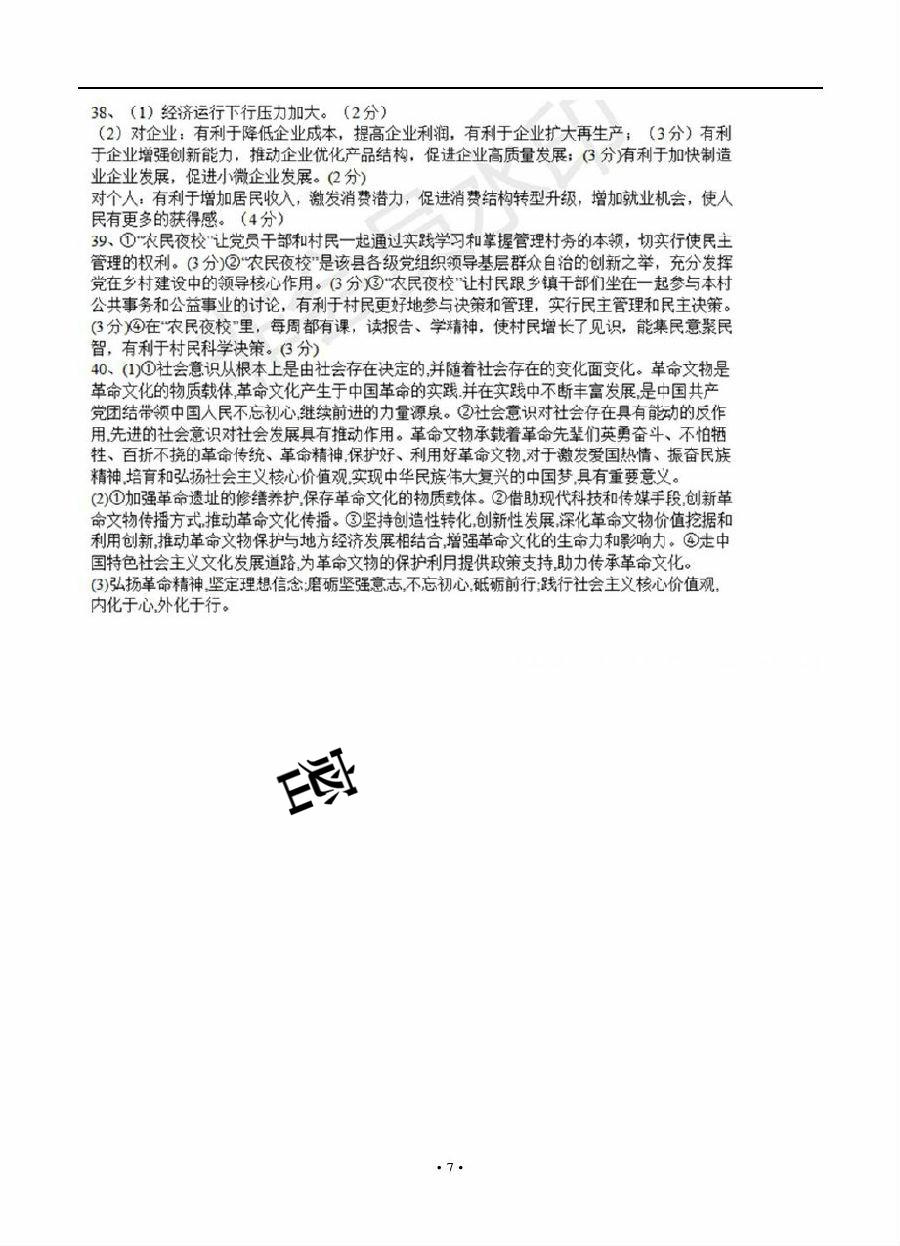 38、（1）经济运行下行压力加大。（2分）
（2）对企业：有利于降低企业成本，提高企业利润，有利于企业扩大再生产；（3分）有利
于企业增强创新能力，推动企业优化产品结构，促进企业高质量发展；(3分)有利于加快制造
业企业发展，促进小微企业发展。(2分)
对个人：有利于增加居民收入，激发消费潜力，促进消费结构转型升级，增加就业机会，使人
民有更多的获得感。（4分）
39、①“农民夜校”让党员干部和村民一起通过实践学习和掌握管理村务的本领，切实行使民主
管理的权利。(3分)②“农民夜校”是该县各级党组织领导基层群众自治的创新之举，充分发挥
党在乡村建设中的领导核心作用。(3分)③“农民夜校”让村民跟乡镇干部们坐在一起参与本村
公共事务和公益事业的讨论，有利于村民更好地参与决策和管理，实行民主管理和民主决策。
(3分)④在“农民夜校”里，每周都有课，读报告、学精神，使村民增长了见识，能集民意聚民
智，有利于村民科学决策。(3分)
40、(1)①社会意识从根本上是由社会存在决定的,并随着社会存在的变化面变化。革命文物是
革命文化的物质载体,革命文化产生于中国革命的实践.并在实践中不断丰富发展,是中国共产
党团结带领中国人民不忘初心,继续前进的力量源泉。②社会意识对社会存在具有能动的反作
用,先进的社会意识对社会发展具有推动作用。革命文物承载着革命先辈们英勇奋斗、不怕牺
牲、百折不挠的革命传统、革命精神,保护好、利用好革命文物,对于激发爱国热情、振奋民族
精神,培育和弘扬社会主义核心价值观,实现中华民族伟大复兴的中国梦,具有重要意义。
(2)①加强革命遗址的修缮养护,保存革命文化的物质载体。②借助现代科技和传媒手段,创新革
命文物传播方式,推动革命文化传播。③坚持创造性转化,创新性发展,深化革命文物价值挖掘和
利用创新,推动革命文物保护与地方经济发展相结合,增强革命文化的生命力和影响力。④走中
国特色社会主义文化发展道路,为革命文物的保护利用提供政策支持,助力传承革命文化。
(3)弘扬革命精神,坚定理想信念;磨砺坚强意志,不忘初心,砥砺前行;践行社会主义核心价值观,
内化于心,外化于行。
• 7 •